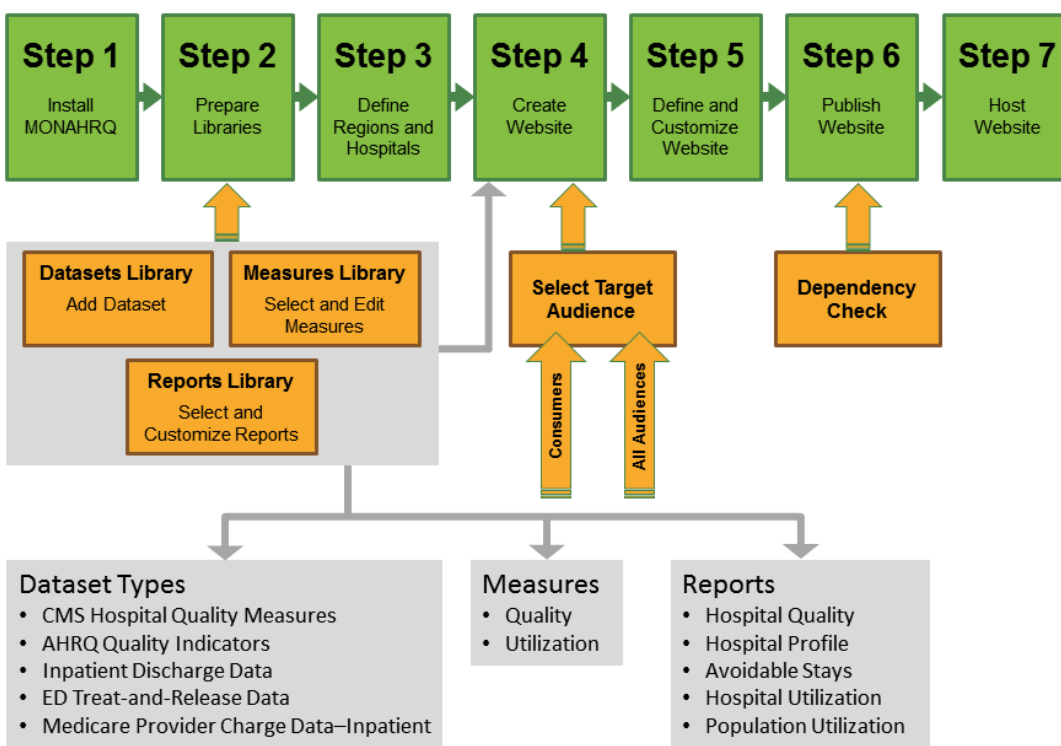 Step 1
Install
MONAHRQ
Step 2
Prepare
Libraries
Step 3
Define
Regions and
Hospitals
Step 4
Create
Website
Step 5
Define and
Customize
Website
Step 6
Publish
Website
Step 7
Host
Website
Datasets Library
Add Dataset
Measures Library
Select and Edit
Measures
Reports Library
Select and
Customize Reports
Select Target
Audience
Consumers
All Audiences
Dependency
Check
Dataset Types
• CMS Hospital Quality Measures
• AHRQ Quality Indicators
• Inpatient Discharge Data
• ED Treat-and-Release Data
• Medicare Provider Charge Data–Inpatient
Measures
• Quality
• Utilization
Reports
• Hospital Quality
• Hospital Profile
• Avoidable Stays
• Hospital Utilization
• Population Utilization